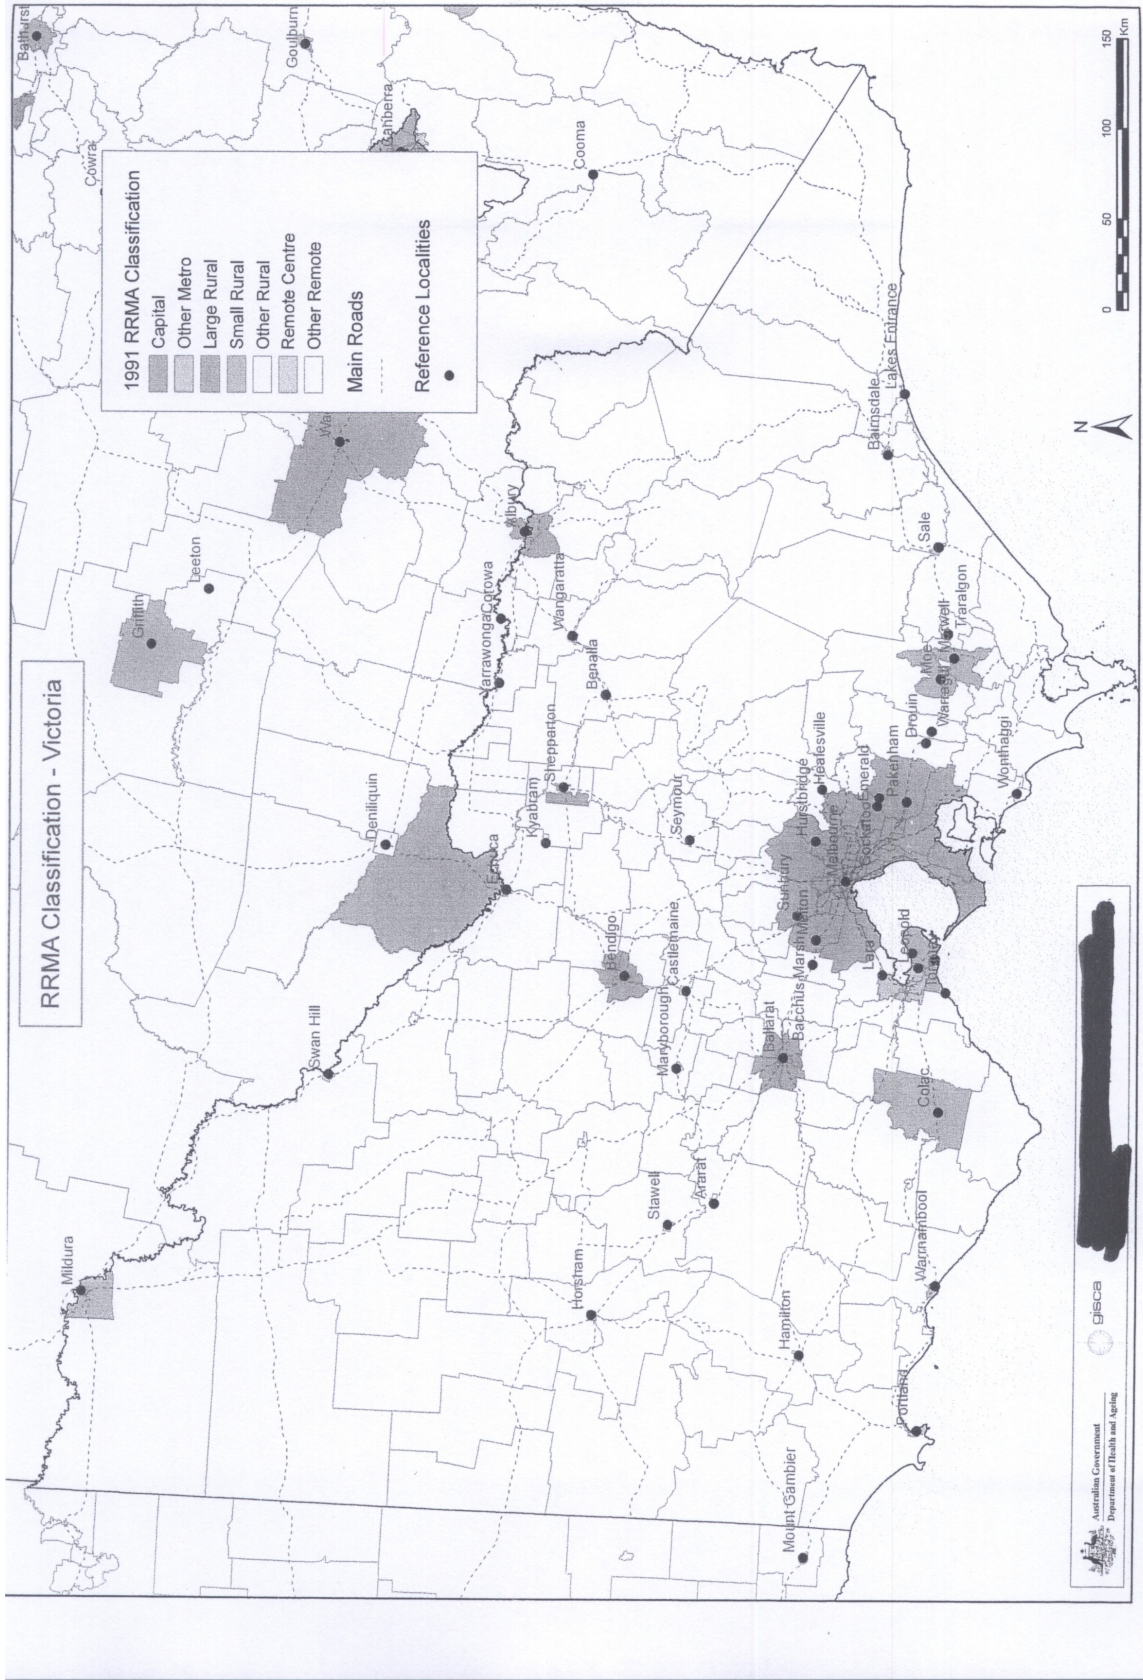 RRMA Classification - Victoria
1991 RRMA Classification
Capital
Other Metro
Large Rural
Small Rural
Other Rural
Remote Centre
Other Remote
Main Roads
Reference Localities
Bathurst
Cowra
Goulburn
Canberra
Cooma
Griffith
Leeton
Mildura
Swan Hill
Deniliquin
Echuca
Kyabram
Shepparton
Yarrawonga
Corowa
Albury
Wangaratta
Benalla
Seymour
Bendigo
Castlemaine
Maryborough
Horsham
Stawell
Ararat
Ballarat
Bacchus Marsh
Melton
Sunbury
Melbourne
Hurstbridge
Healesville
Cockatoo
Emerald
Pakenham
Drouin
Warragul
Moe
Morwell
Traralgon
Sale
Bairnsdale
Lakes Entrance
Wonthaggi
Lara
Leopold
Colac
Warrnambool
Hamilton
Portland
Mount Gambier
N
0 50 100 150
Km
Australian Government
Department of Health and Ageing
gisca